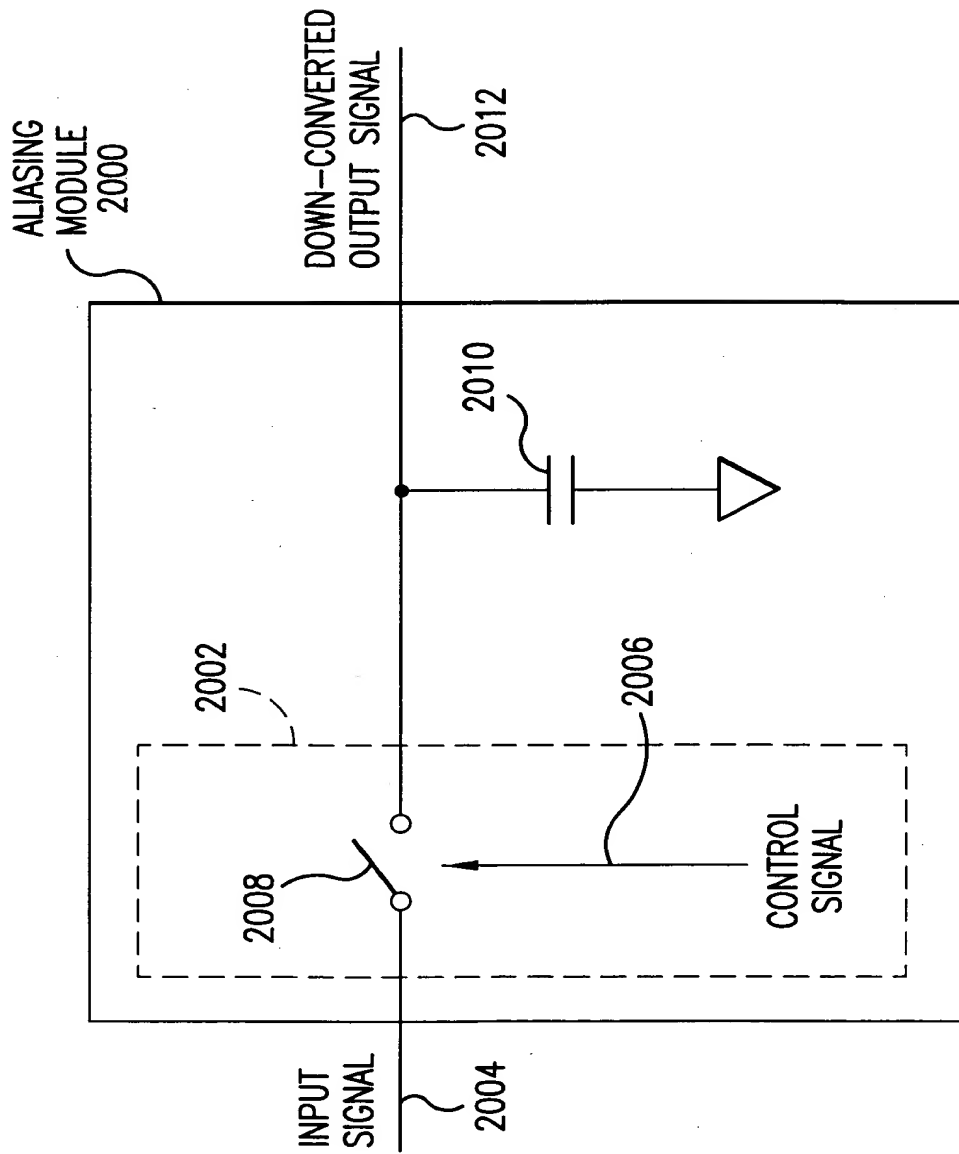 ALIASING
MODULE
2000
DOWN-CONVERTED
OUTPUT SIGNAL
2012
2010
2002
2008
2006
CONTROL
SIGNAL
INPUT
SIGNAL
2004